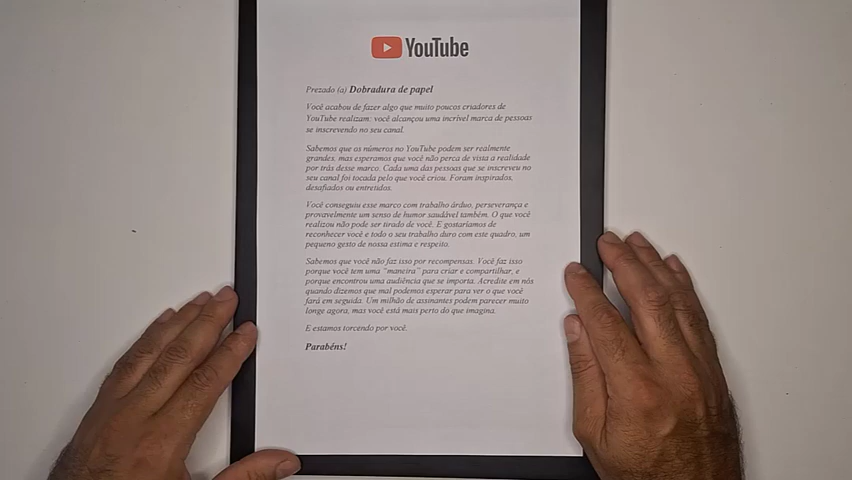 YouTube
Prezado (a) Dobradura de papel
Você acabou de fazer algo que muito poucos criadores de
YouTube realizam: você alcançou uma incrível marca de pessoas
se inscrevendo no seu canal.
Sabemos que os números no YouTube podem ser realmente
grandes, mas esperamos que você não perca de vista a realidade
por trás desse marco. Cada uma das pessoas que se inscreveu no
seu canal foi tocada pelo que você criou. Foram inspirados,
desafiados ou entretidos.
Você conseguiu esse marco com trabalho árduo, perseverança e
provavelmente um senso de humor saudável também. O que você
realizou não pode ser tirado de você. E gostaríamos de
reconhecer você e todo o seu trabalho duro com este quadro, um
pequeno gesto de nossa estima e respeito.
Sabemos que você não faz isso por recompensas. Você faz isso
porque você tem uma "maneira" para criar e compartilhar, e
porque encontrou uma audiência que se importa. Acredite em nós
quando dizemos que mal podemos esperar para ver o que você
fará em seguida. Um milhão de assinantes podem parecer muito
longe agora, mas você está mais perto do que imagina.
E estamos torcendo por você.
Parabéns!